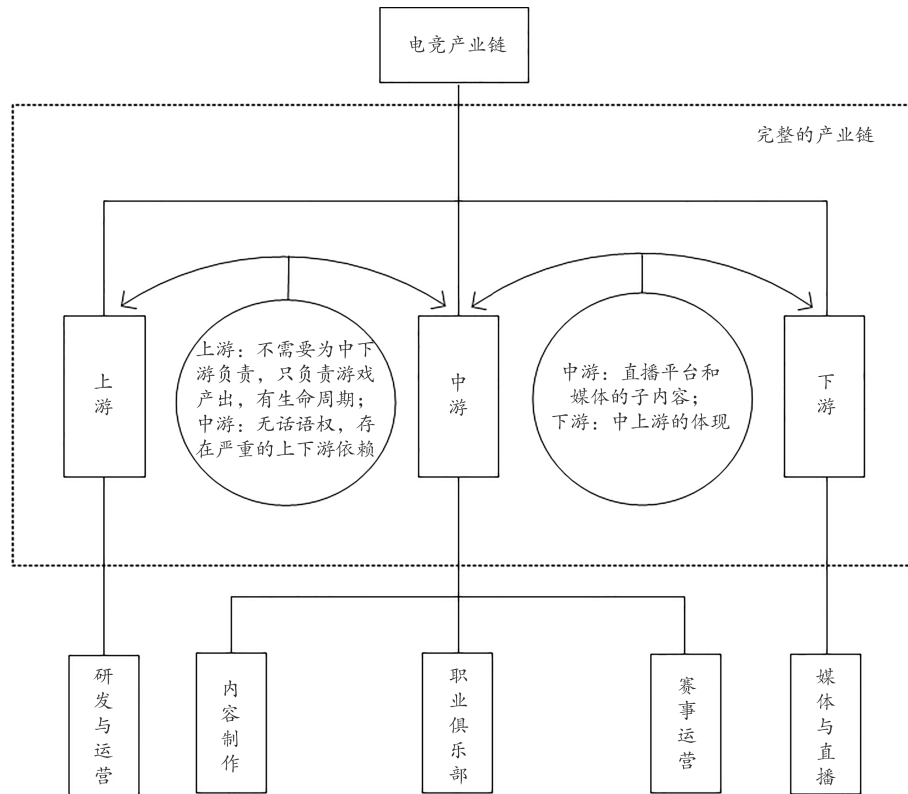 电竞产业链
完整的产业链
上游
上游：不需要为中下
游负责，只负责游戏
产出，有生命周期；
中游：无话语权，存
在严重的上下游依赖
中游
中游：直播平台和
媒体的子内容；
下游：中上游的体现
下游
研发与运营
内容制作
职业俱乐部
赛事运营
媒体与直播